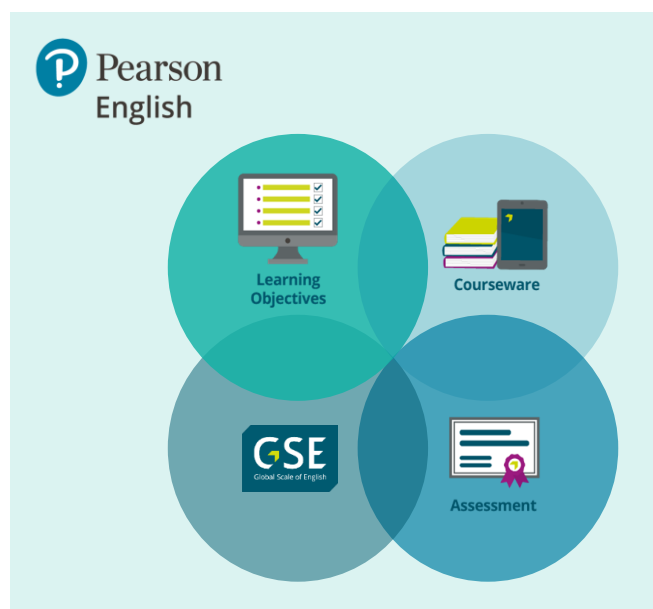 Pearson
English
Learning
Objectives
Courseware
GSE
Global Scale of English
Assessment